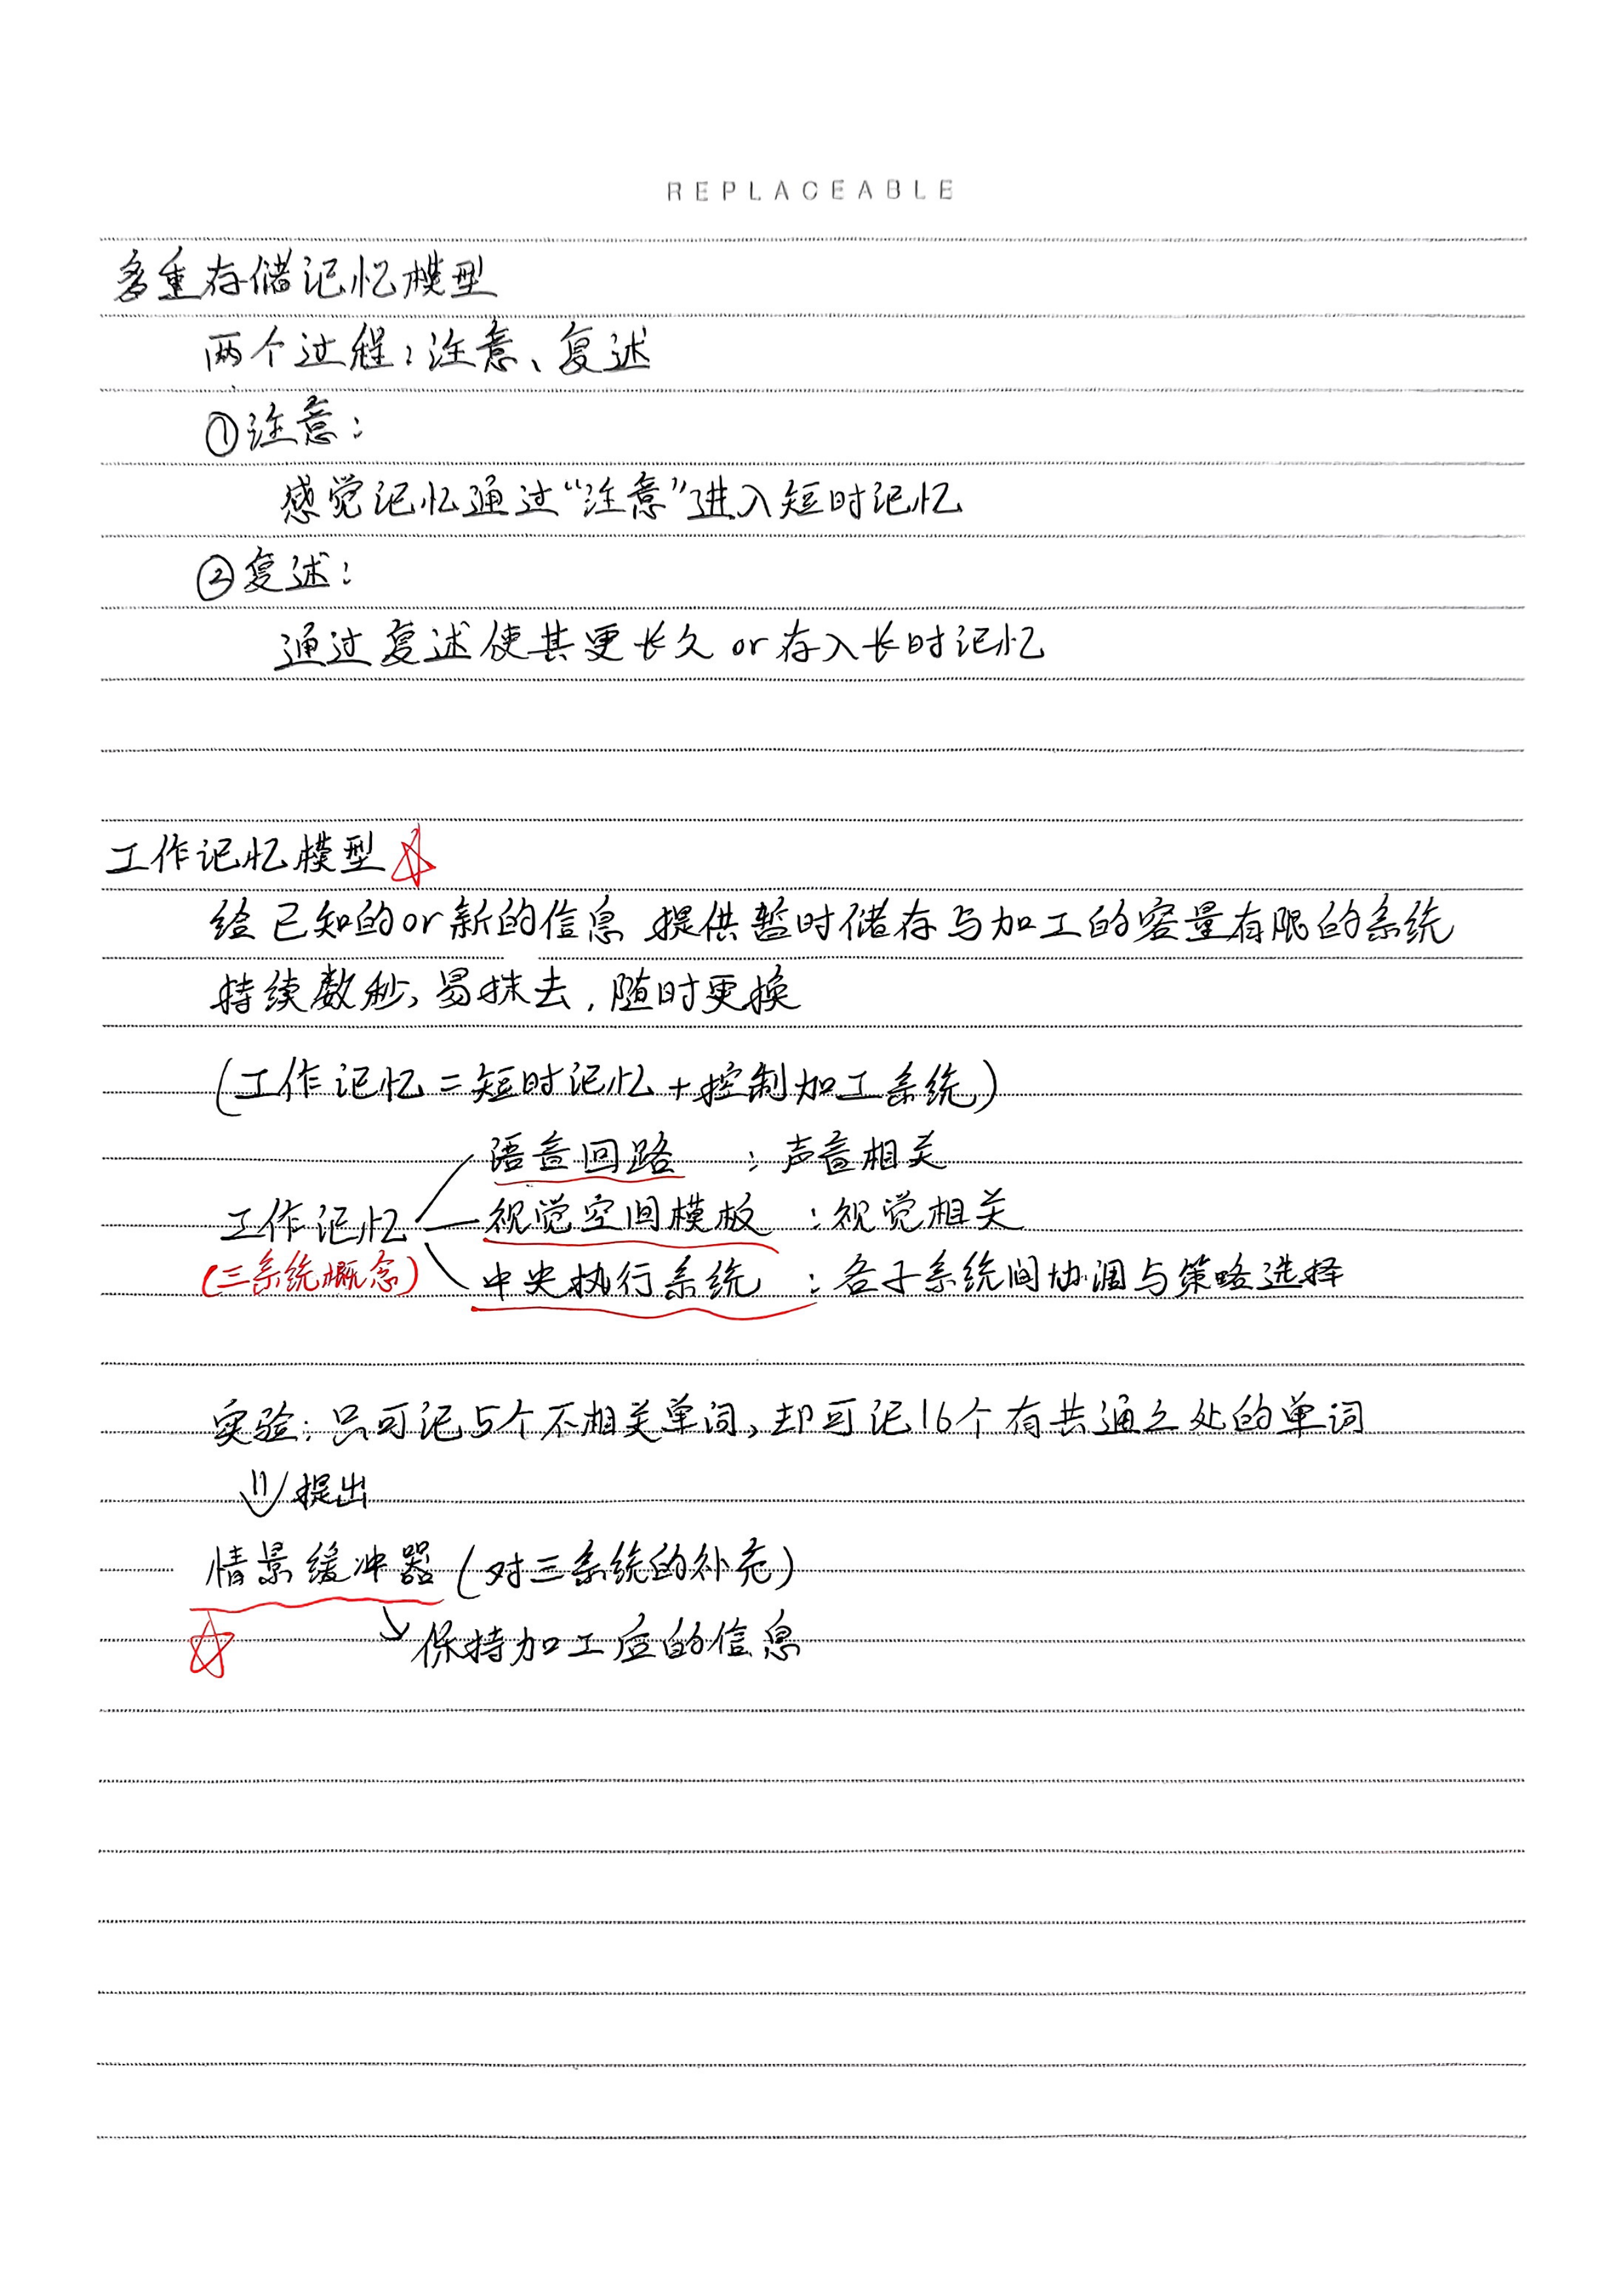 REPLACEABLE
多重存储记忆模型
两个过程：注意、复述
①注意：
感觉记忆通过“注意”进入短时记忆
②复述：
通过复述使其更长久or存入长时记忆
工作记忆模型☆
给已知的or新的信息提供暂时储存与加工的容量有限的系统
持续数秒，易抹去，随时更换
（工作记忆=短时记忆+控制加工系统）
语音回路：声音相关
工作记忆 视觉空间模板：视觉相关
（三系统概念） 中央执行系统：各子系统间协调与策略选择
实验：只可记5个不相关单词，却可记16个有共通之处的单词
⇓提出
情景缓冲器（对三系统的补充）
☆ ↘保持加工后的信息